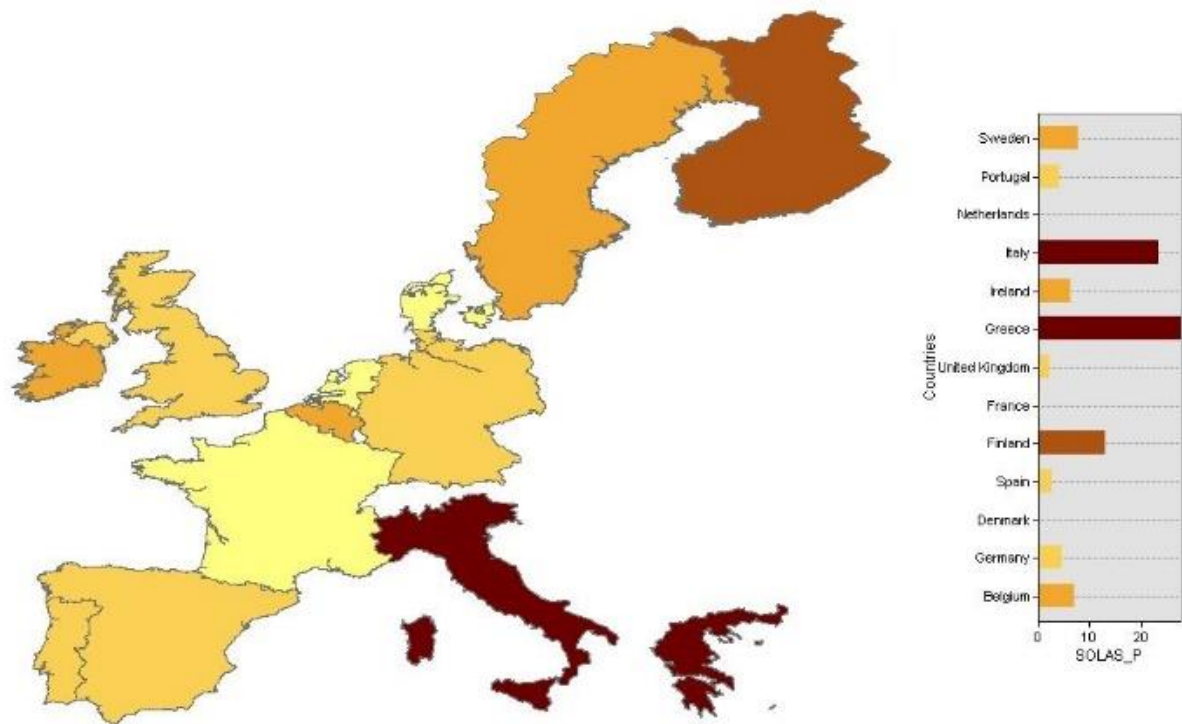 Sweden
Portugal
Netherlands
Italy
Ireland
Greece
United Kingdom
France
Finland
Spain
Denmark
Germany
Belgium
Countries
0 10 20
SOLAS_P